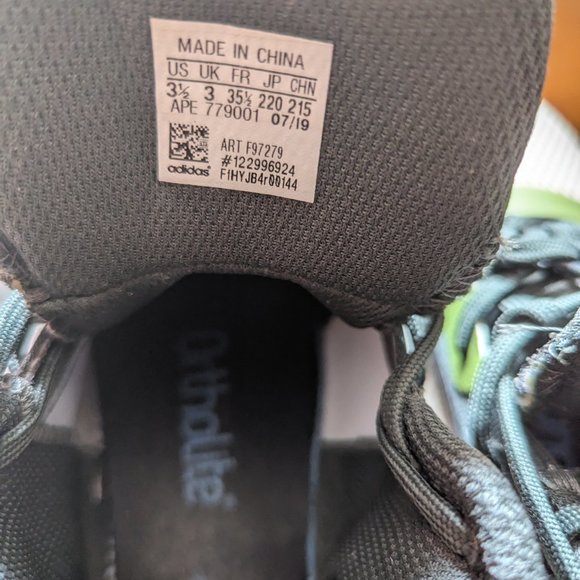 MADE IN CHINA
US UK FR JP CHN
3½ 3 35½ 220 215
APE 779001 07/19
ART F97279
#122996924
adidas® F1HYJB4r00144
Ortholite